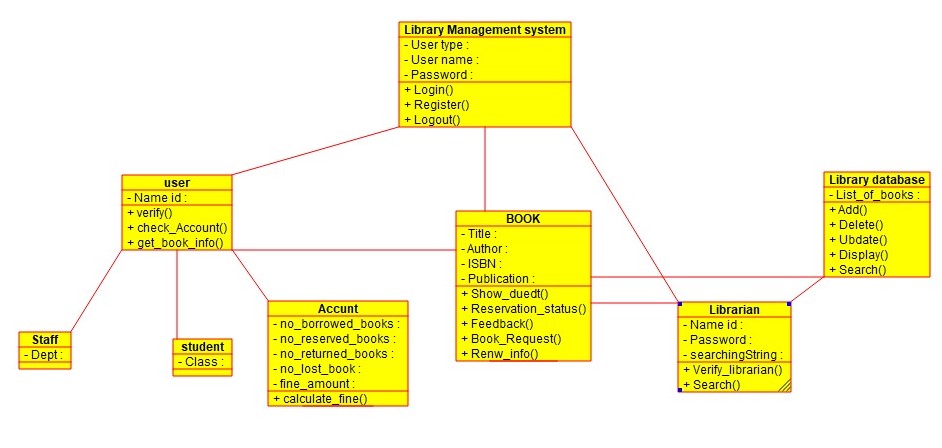 Library Management system
- User type :
- User name :
- Password :
+ Login()
+ Register()
+ Logout()
user
- Name id :
+ verify()
+ check_Account()
+ get_book_info()
BOOK
- Title :
- Author :
- ISBN :
- Publication :
+ Show_duedt()
+ Reservation_status()
+ Feedback()
+ Book_Request()
+ Renw_info()
Library database
- List_of_books :
+ Add()
+ Delete()
+ Ubdate()
+ Display()
+ Search()
Staff
- Dept :
student
- Class :
Accunt
- no_borrowed_books :
- no_reserved_books :
- no_returned_books :
- no_lost_book :
- fine_amount :
+ calculate_fine()
Librarian
- Name id :
- Password :
- searchingString :
+ Verify_librarian()
+ Search()